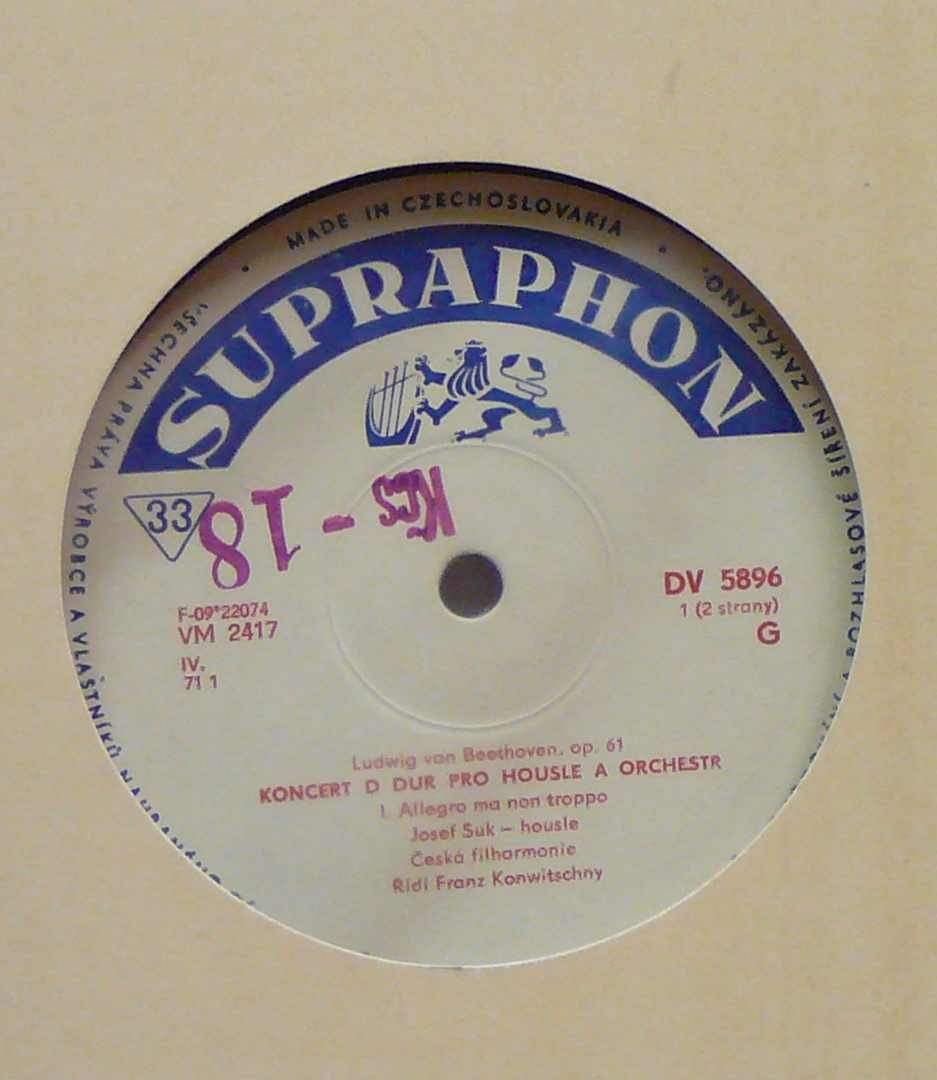 MADE IN CZECHOSLOVAKIA
VŠECHNA PRÁVA VÝROBCE A VLASTNÍKŮ
A ROZHLASOVÉ ŠÍŘENÍ ZAKÁZÁNO.
SUPRAPHON
33
Kčs - 18
F-09*22074
VM 2417
IV.
71 1
DV 5896
1 (2 strany)
G
Ludwig van Beethoven, op. 61
KONCERT D DUR PRO HOUSLE A ORCHESTR
I. Allegro ma non troppo
Josef Suk – housle
Česká filharmonie
Řídí Franz Konwitschny